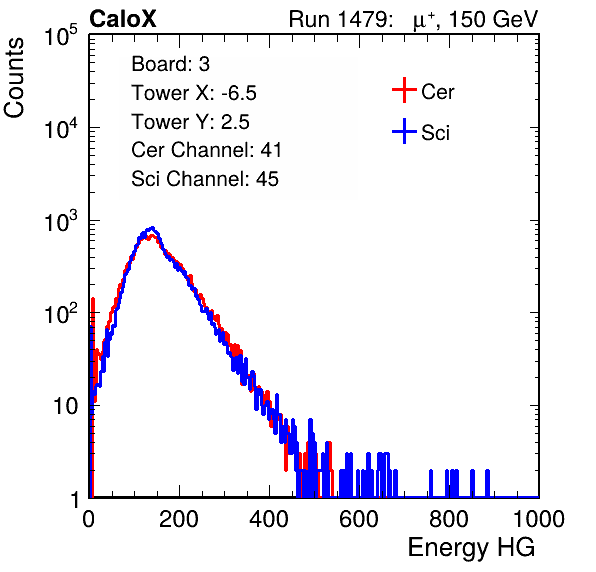 CaloX Run 1479: μ⁺, 150 GeV
Counts
10⁵
10⁴
10³
10²
10
1
Board: 3
Tower X: -6.5
Tower Y: 2.5
Cer Channel: 41
Sci Channel: 45
Cer
Sci
0 200 400 600 800 1000
Energy HG